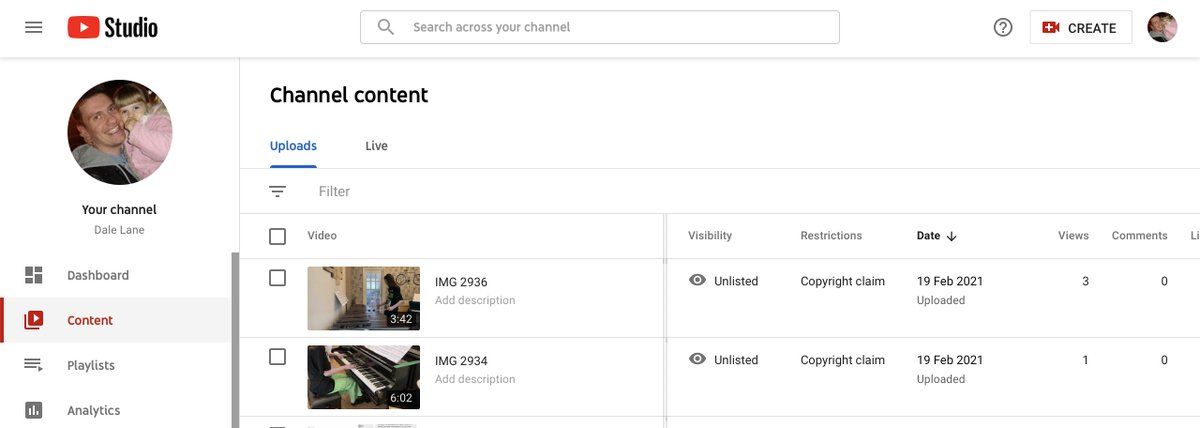 Studio
Search across your channel
CREATE
Channel content
Uploads Live
Filter
Your channel
Dale Lane
Dashboard
Content
Playlists
Analytics
Video Visibility Restrictions Date Views Comments Li
IMG 2936 Unlisted Copyright claim 19 Feb 2021 3 0
Add description Uploaded
3:42
IMG 2934 Unlisted Copyright claim 19 Feb 2021 1 0
Add description Uploaded
6:02